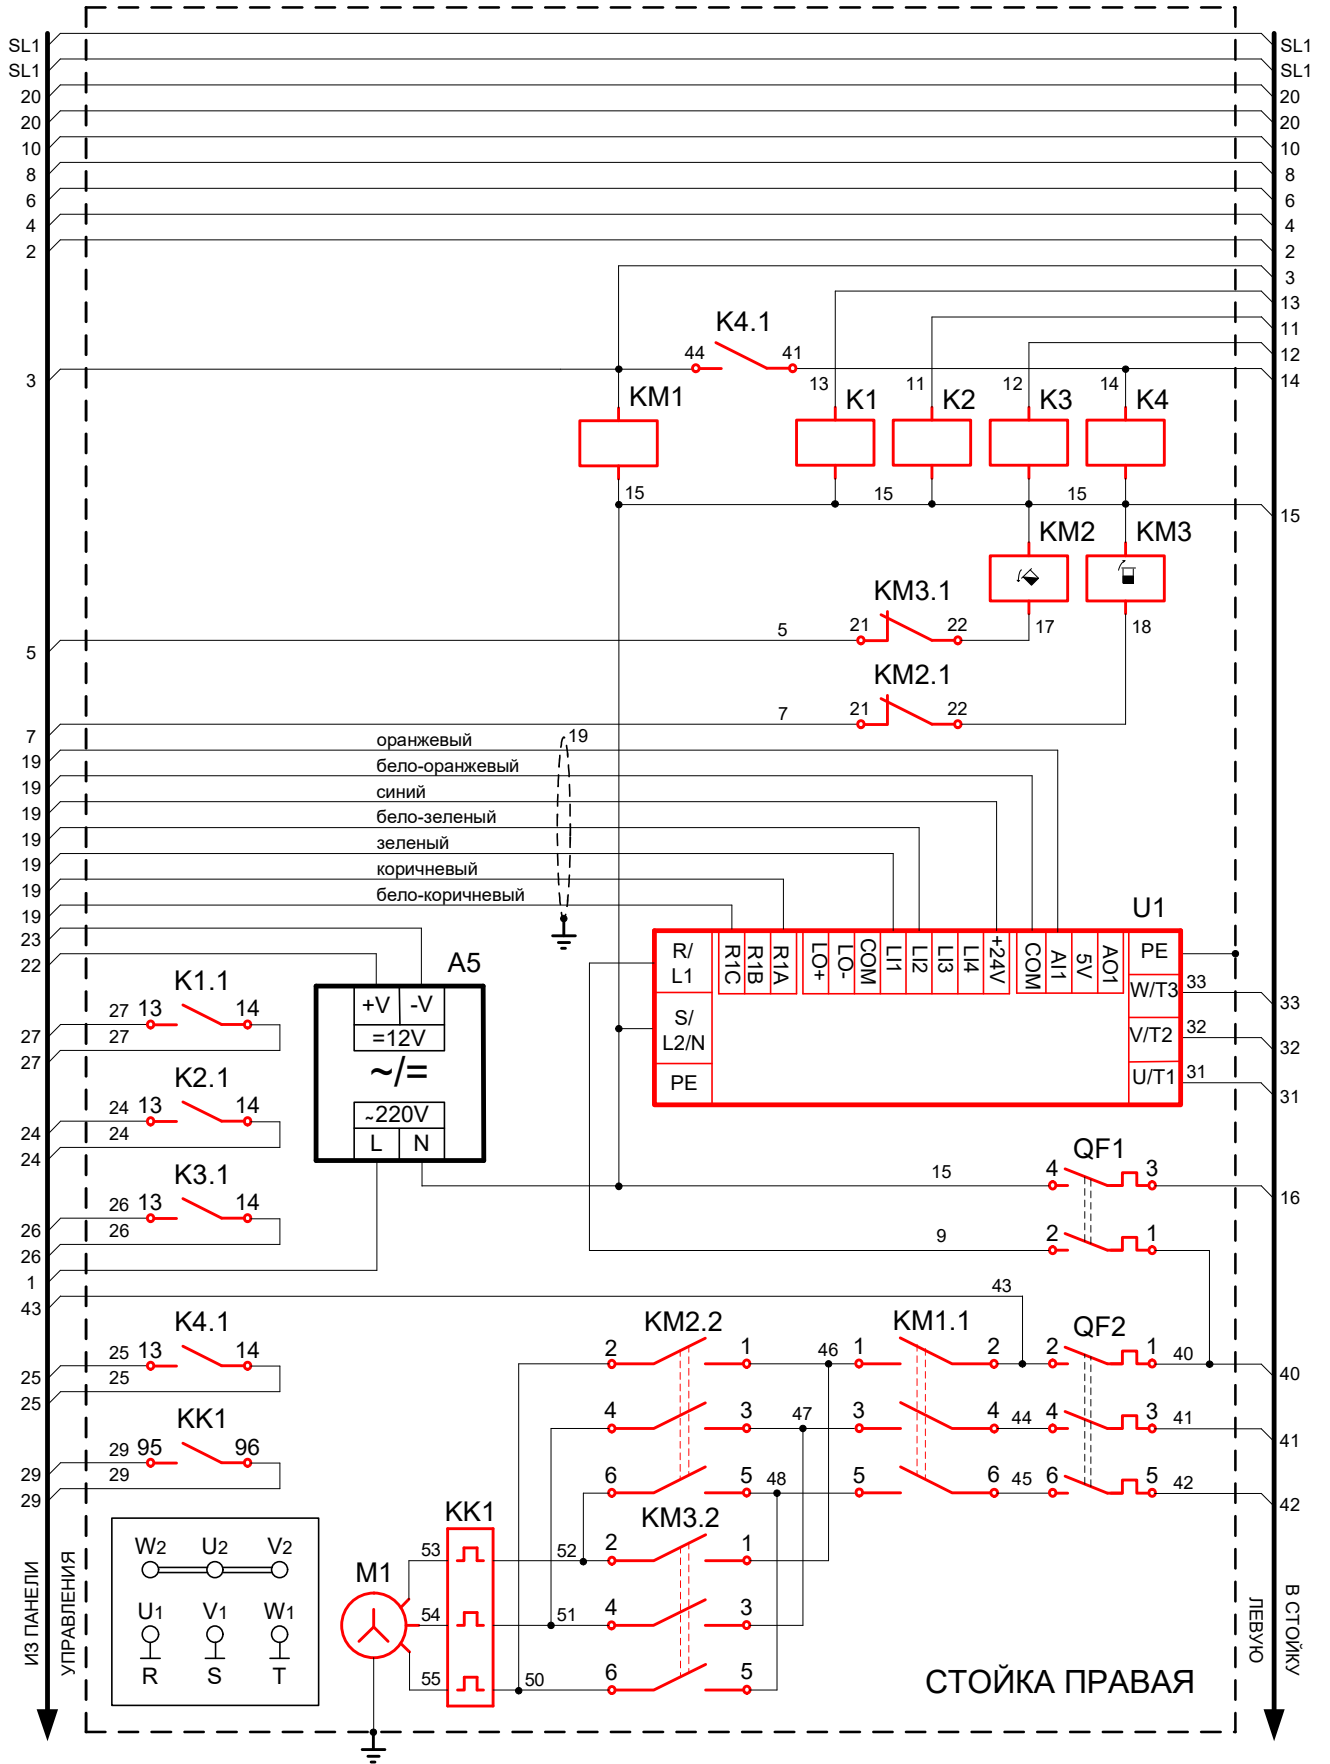 SL1 SL1
SL1 SL1
20 20
20 20
10 10
8 8
6 6
4 4
2 2
3
13
11
12
K4.1
44 41
3 14
13 11 12 14
KM1 K1 K2 K3 K4
15 15 15
15
KM2 KM3
KM3.1
5 21 22 17 18
5
KM2.1
7 21 22
7
оранжевый 19
19
бело-оранжевый
19
синий
19
бело-зеленый
19
зеленый
19
коричневый
19
бело-коричневый
19
23
22
U1
R/L1 R1C R1B R1A LO+ LO- COM LI1 LI2 LI3 LI4 +24V COM AI1 5V AO1 PE
S/L2/N
PE
W/T3 33 33
V/T2 32 32
U/T1 31 31
A5
+V -V
=12V
~/=
~220V
L N
K1.1
27 13 14
27
27
27
K2.1
24 13 14
24
24
24
K3.1
26 13 14
26
26
26
1
43
QF1
15 4 3
16
9 2 1
43
K4.1
25 13 14
25
25
25
KK1
29 95 96
29
29
29
KM2.2 KM1.1 QF2
2 1 46 1 2 2 1 40
40
4 3 47 3 4 44 4 3 41
41
6 5 48 5 6 45 6 5 42
42
KK1 KM3.2
M1
53 52 2 1
54 51 4 3
55 50 6 5
W2 U2 V2
U1 V1 W1
R S T
ИЗ ПАНЕЛИ
УПРАВЛЕНИЯ
СТОЙКА ПРАВАЯ
В СТОЙКУ
ЛЕВУЮ